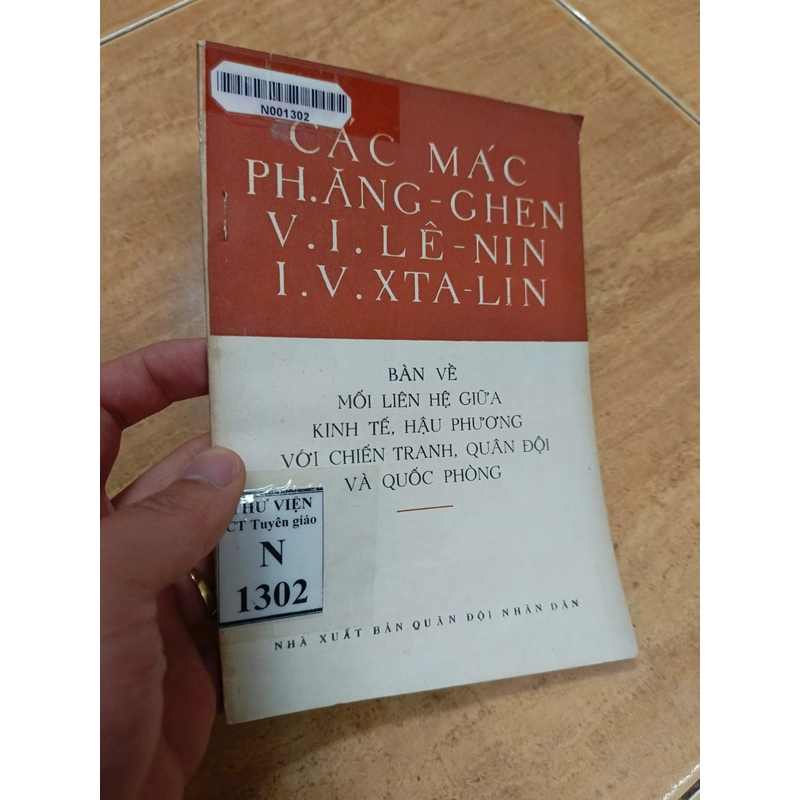 N001302
CÁC MÁC
PH.ĂNG-GHEN
V.I.LÊ-NIN
I.V.XTA-LIN
BÀN VỀ
MỐI LIÊN HỆ GIỮA
KINH TẾ, HẬU PHƯƠNG
VỚI CHIẾN TRANH, QUÂN ĐỘI
VÀ QUỐC PHÒNG
THƯ VIỆN
CT Tuyên giáo
N
1302
NHÀ XUẤT BẢN QUÂN ĐỘI NHÂN DÂN